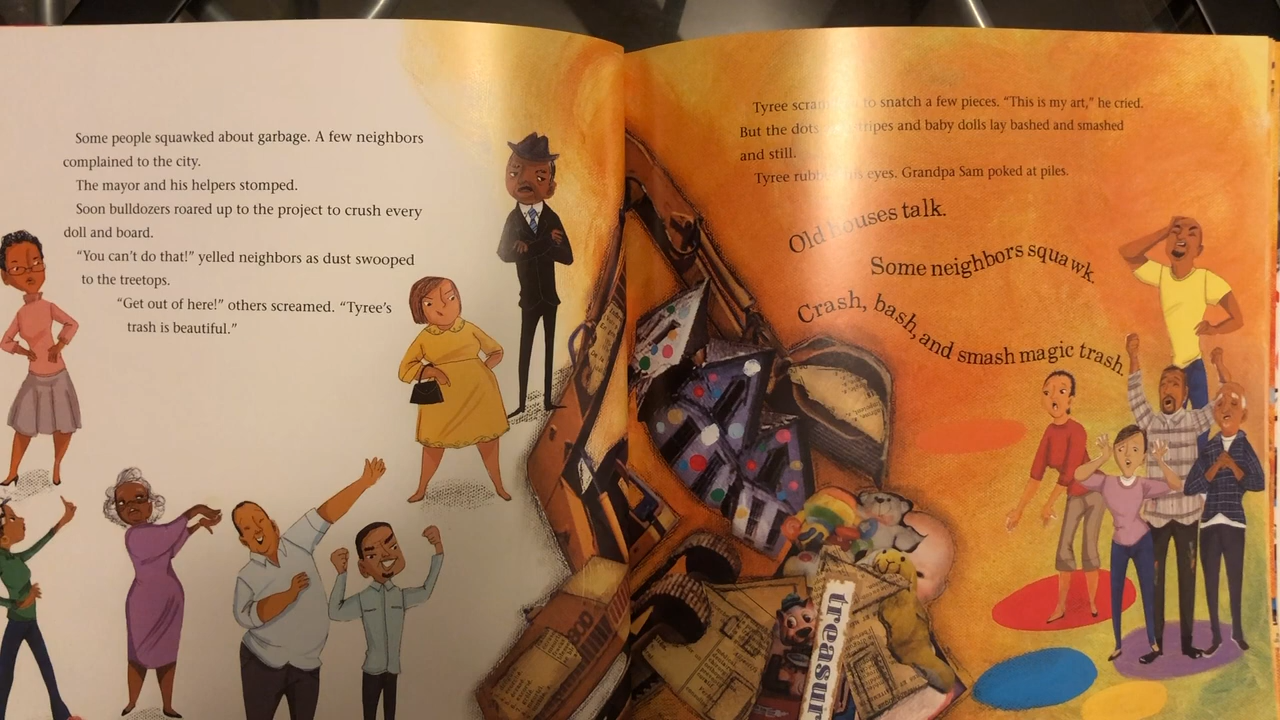 Some people squawked about garbage. A few neighbors
complained to the city.
The mayor and his helpers stomped.
Soon bulldozers roared up to the project to crush every
doll and board.
“You can’t do that!” yelled neighbors as dust swooped
to the treetops.
“Get out of here!” others screamed. “Tyree’s
trash is beautiful.”
Tyree to snatch a few pieces. “This is my art,” he cried.
But the dots stripes and baby dolls lay bashed and smashed
and still.
Tyree his eyes. Grandpa Sam poked at piles.
Old houses talk.
Some neighbors squawk.
Crash, bash, and smash magic trash.
treasur